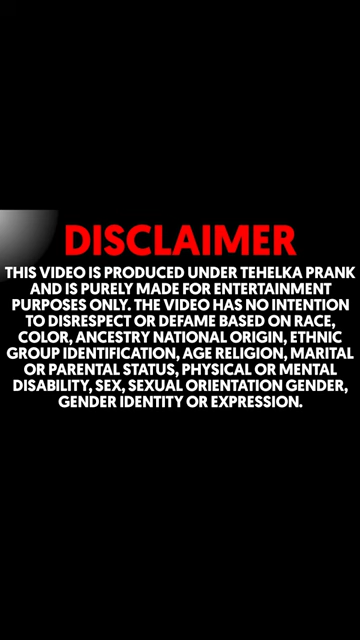 DISCLAIMER
THIS VIDEO IS PRODUCED UNDER TEHELKA PRANK
AND IS PURELY MADE FOR ENTERTAINMENT
PURPOSES ONLY. THE VIDEO HAS NO INTENTION
TO DISRESPECT OR DEFAME BASED ON RACE,
COLOR, ANCESTRY NATIONAL ORIGIN, ETHNIC
GROUP IDENTIFICATION, AGE RELIGION, MARITAL
OR PARENTAL STATUS, PHYSICAL OR MENTAL
DISABILITY, SEX, SEXUAL ORIENTATION GENDER,
GENDER IDENTITY OR EXPRESSION.